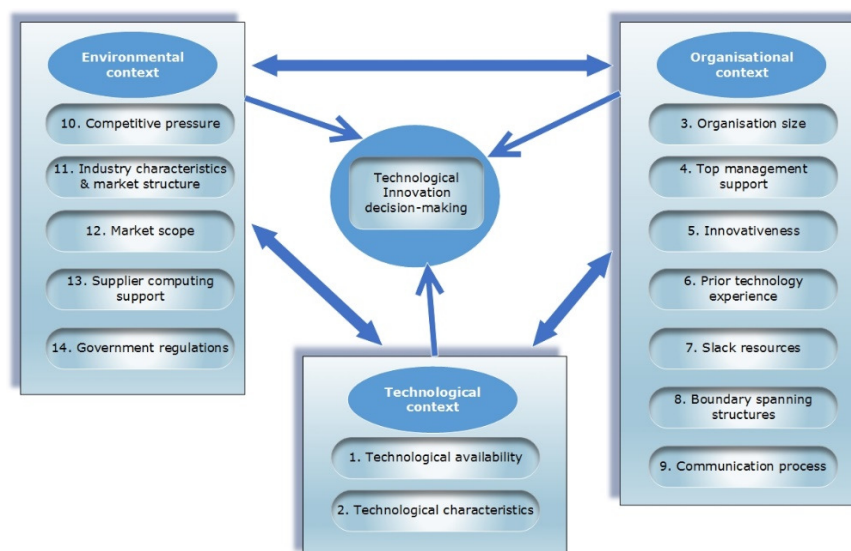 Environmental
context
10. Competitive pressure
11. Industry characteristics
& market structure
12. Market scope
13. Supplier computing
support
14. Government regulations
Technological
Innovation
decision-making
Organisational
context
3. Organisation size
4. Top management
support
5. Innovativeness
6. Prior technology
experience
7. Slack resources
8. Boundary spanning
structures
9. Communication process
Technological
context
1. Technological availability
2. Technological characteristics